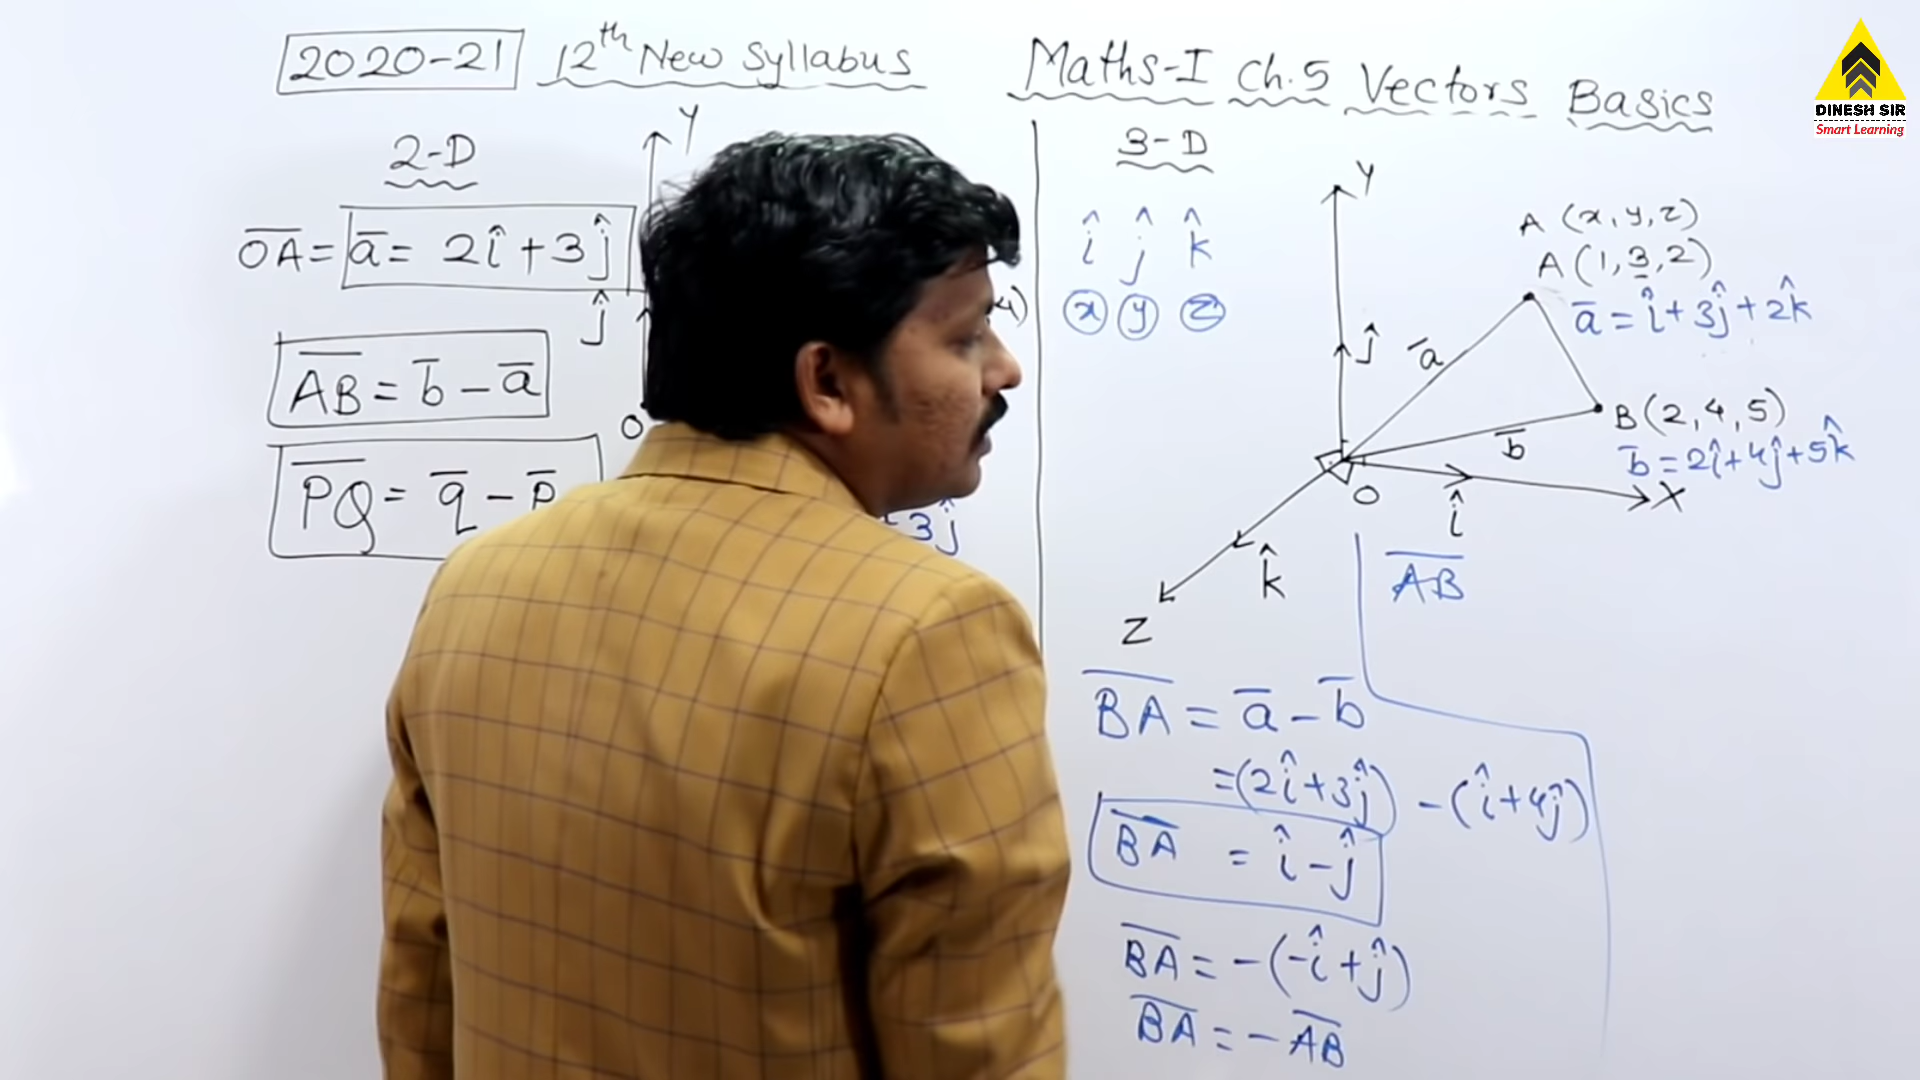 2020-21 12th New Syllabus Maths-I Ch.5 Vectors Basics
DINESH SIR
Smart Learning
2-D
Y
OA̅ = a̅ = 2î + 3ĵ
ĵ
AB̅ = b̅ - a̅
O
PQ̅ = q̅ - p̅
3ĵ
3-D
î ĵ k̂
x y z
Y
A (x, y, z)
A (1, 3, 2)
a̅ = î + 3ĵ + 2k̂
ĵ
a̅
B (2, 4, 5)
b̅ = 2î + 4ĵ + 5k̂
b̅
O
î
X
k̂
Z
AB̅
BA̅ = a̅ - b̅
= (2î + 3ĵ) - (î + 4ĵ)
BA̅ = î - ĵ
BA̅ = -(-î + ĵ)
BA̅ = - AB̅